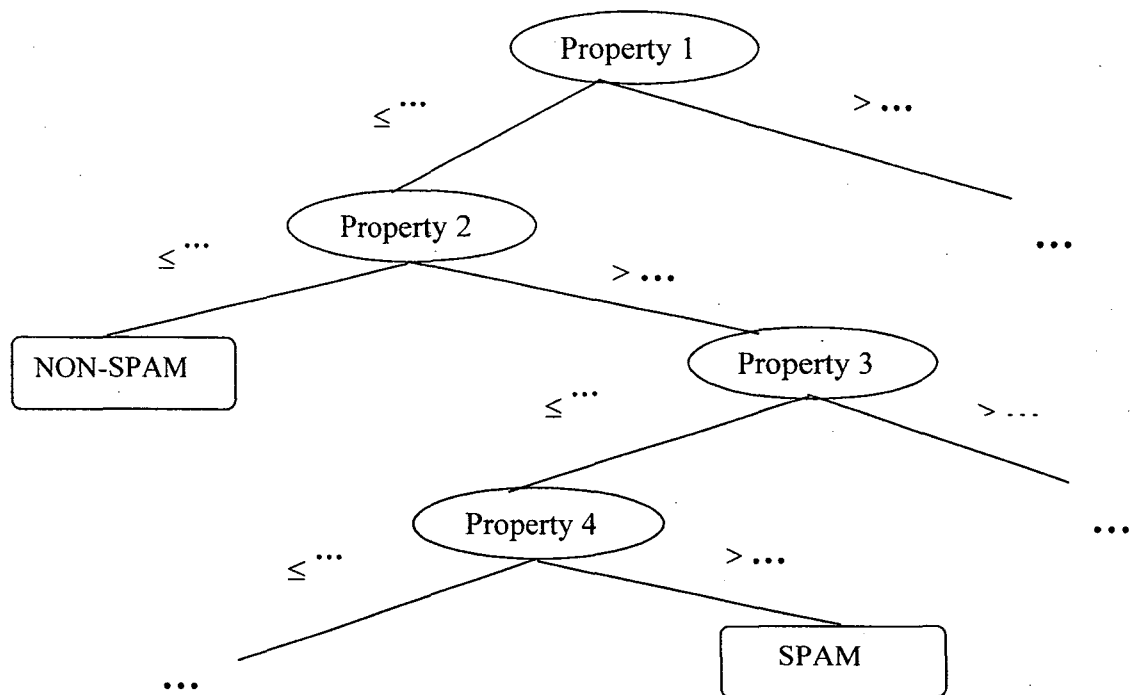 Property 1
≤ ...
> ...
Property 2
...
≤ ...
> ...
NON-SPAM
Property 3
≤ ...
> ...
Property 4
...
≤ ...
> ...
SPAM
...